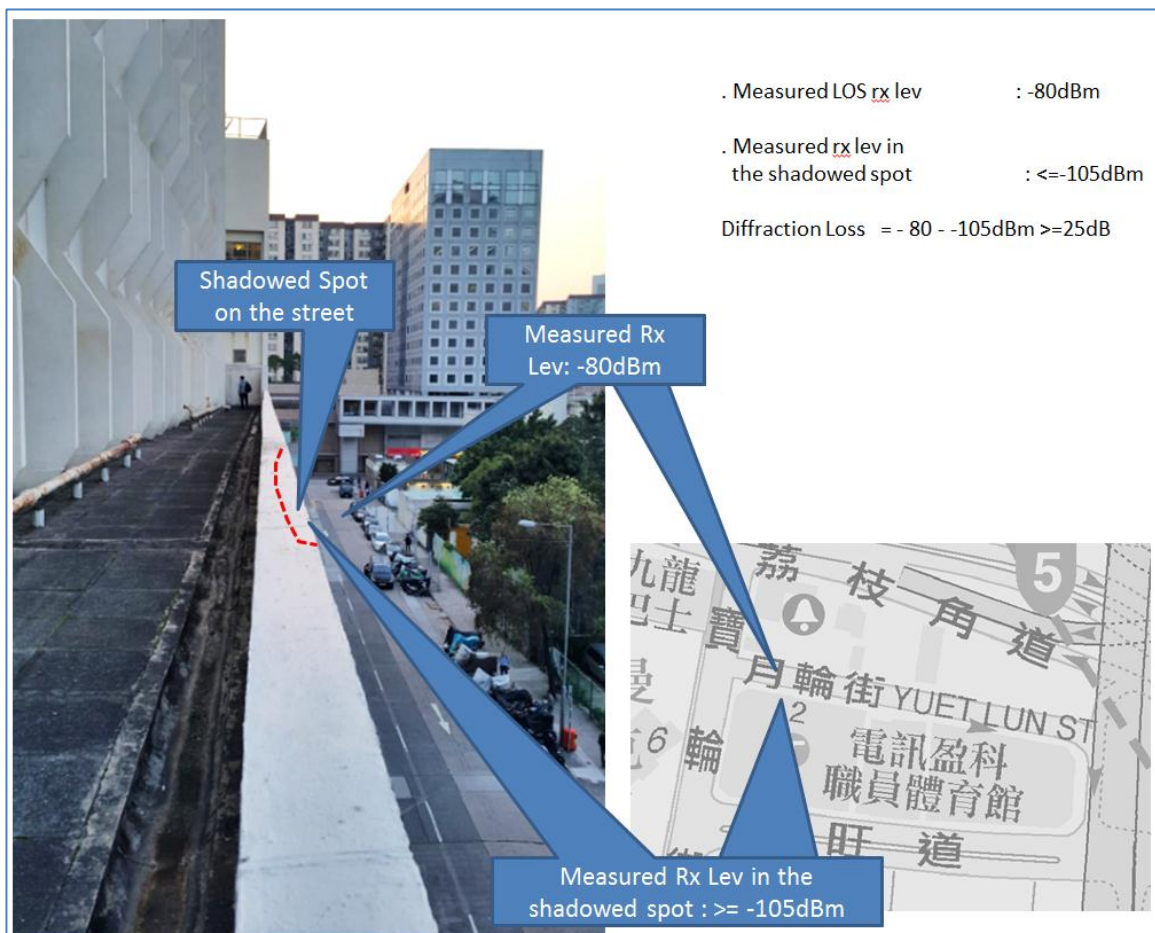 . Measured LOS rx lev : -80dBm
. Measured rx lev in
the shadowed spot : <=-105dBm
Diffraction Loss = - 80 - -105dBm >=25dB
Shadowed Spot
on the street
Measured Rx
Lev: -80dBm
5
九龍
巴士
荔枝角道
寶
輪
月輪街 YUET LUN ST
2
6
電訊盈科
職員體育館
旺道
Measured Rx Lev in the
shadowed spot : >= -105dBm